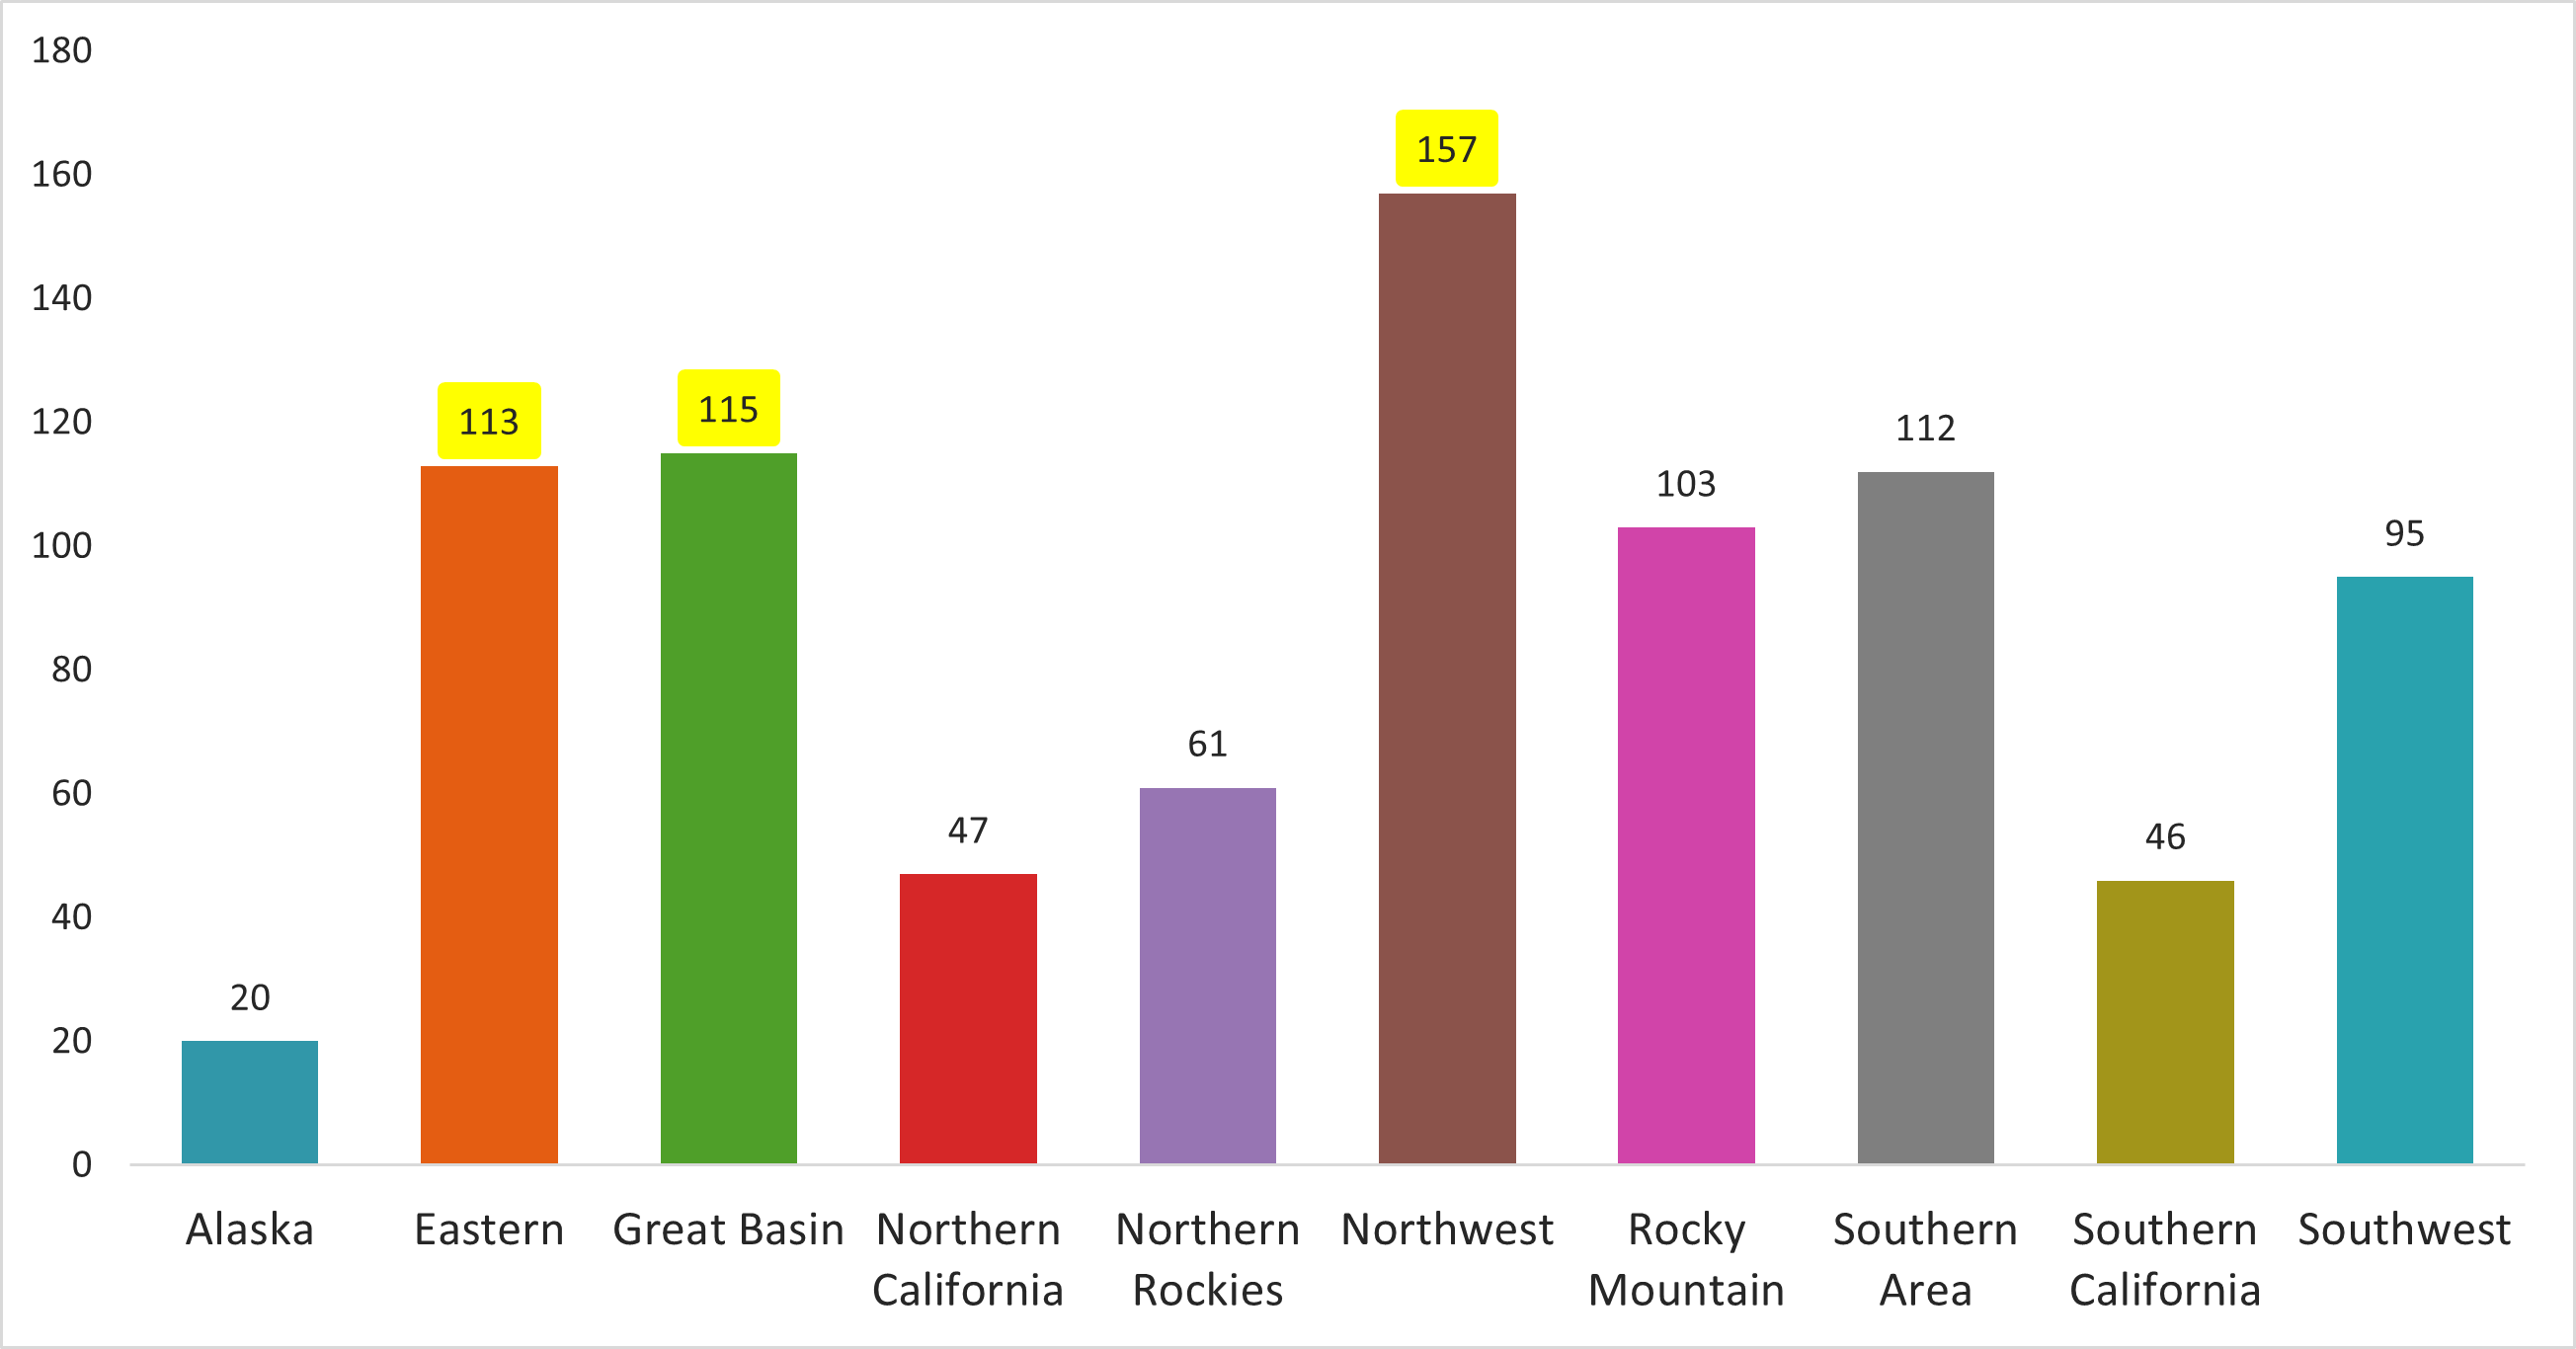 180
160
140
120
100
80
60
40
20
0
20
113
115
47
61
157
103
112
46
95
Alaska
Eastern
Great Basin
Northern
California
Northern
Rockies
Northwest
Rocky
Mountain
Southern
Area
Southern
California
Southwest